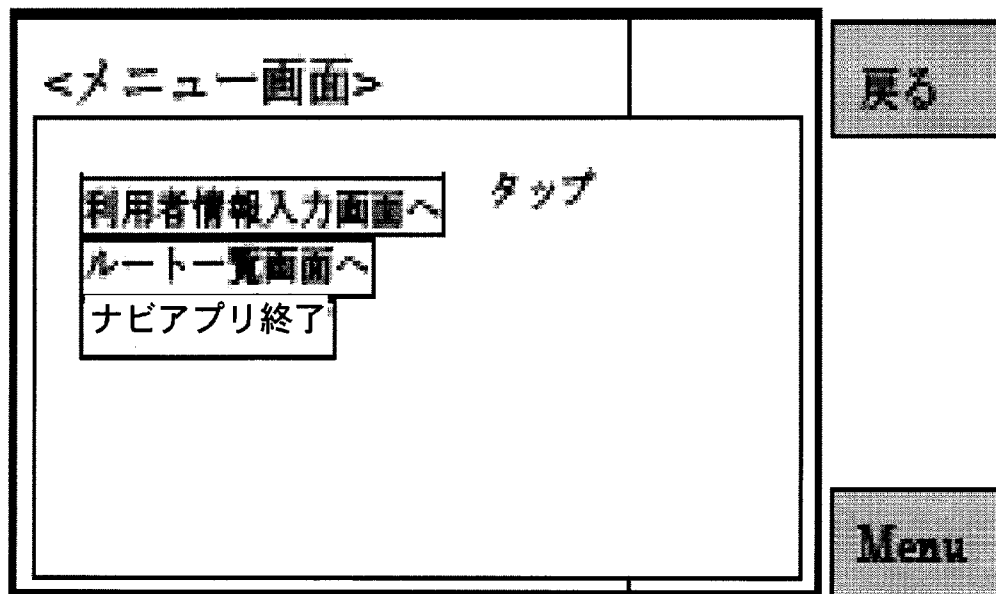 <メニュー画面>
戻る
利用者情報入力画面へ
タップ
ルート一覧画面へ
ナビアプリ終了
Menu